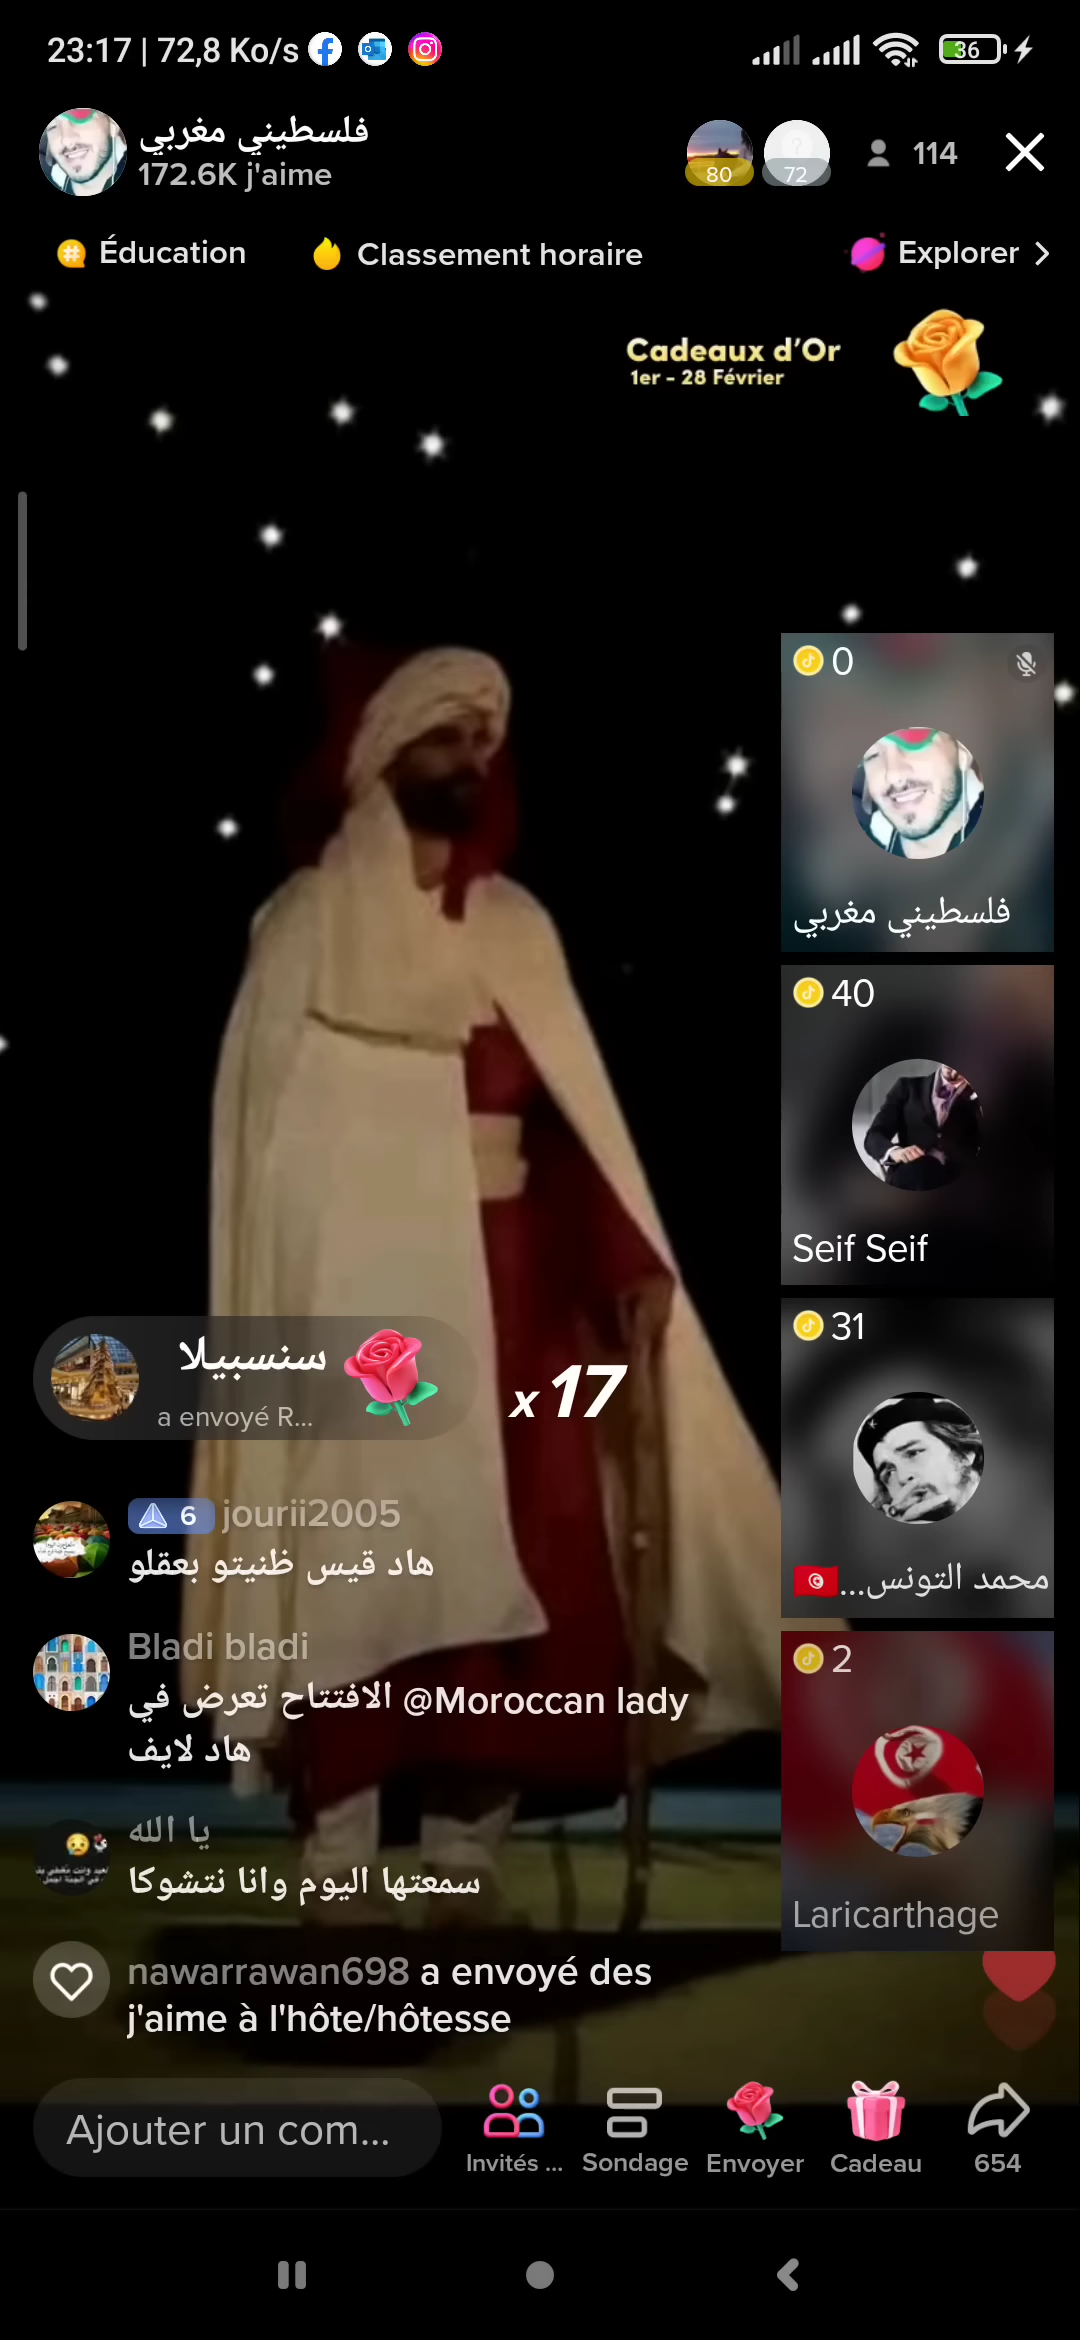 23:17 | 72,8 Ko/s
36
فلسطيني مغربي
172.6K j'aime
80
72
114
Éducation
Classement horaire
Explorer
Cadeaux d'Or
1er - 28 Février
0
فلسطيني مغربي
40
Seif Seif
31
محمد التونس...🇹🇳
2
Laricarthage
سنسبيلا
a envoyé R...
x 17
6 jourii2005
هاد قيس ظنيتو بعقلو
Bladi bladi
@Moroccan lady الافتتاح تعرض في
هاد لايف
يا الله
سمعتها اليوم وانا نتشوكا
nawarrawan698 a envoyé des
j'aime à l'hôte/hôtesse
Ajouter un com...
Invités ...
Sondage
Envoyer
Cadeau
654